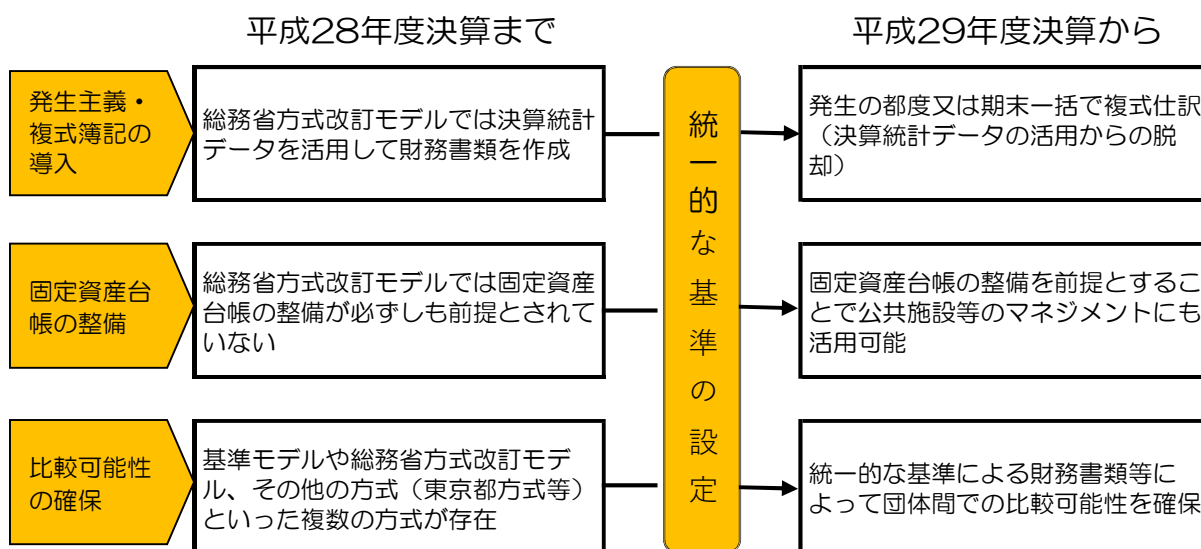 平成28年度決算まで
平成29年度決算から
発生主義・
複式簿記の
導入
総務省方式改訂モデルでは決算統計
データを活用して財務書類を作成
発生の都度又は期末一括で複式仕訳
（決算統計データの活用からの脱
却）
統一的な基準の設定
固定資産台
帳の整備
総務省方式改訂モデルでは固定資産
台帳の整備が必ずしも前提とされて
いない
固定資産台帳の整備を前提とするこ
とで公共施設等のマネジメントにも
活用可能
比較可能性
の確保
基準モデルや総務省方式改訂モデ
ル、その他の方式（東京都方式等）
といった複数の方式が存在
統一的な基準による財務書類等に
よって団体間での比較可能性を確保